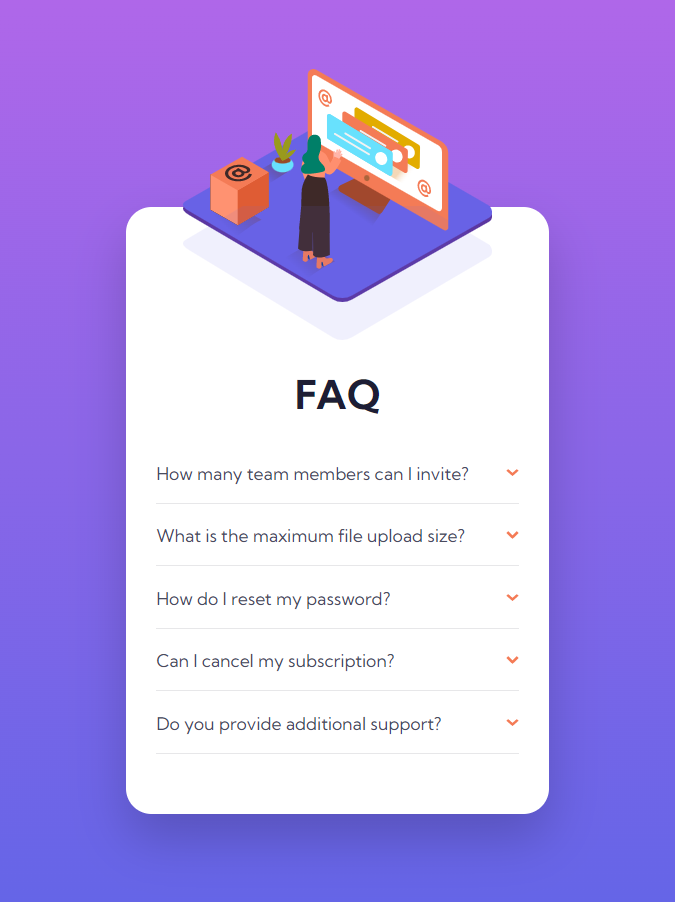 @
@
@
FAQ
How many team members can I invite?
What is the maximum file upload size?
How do I reset my password?
Can I cancel my subscription?
Do you provide additional support?